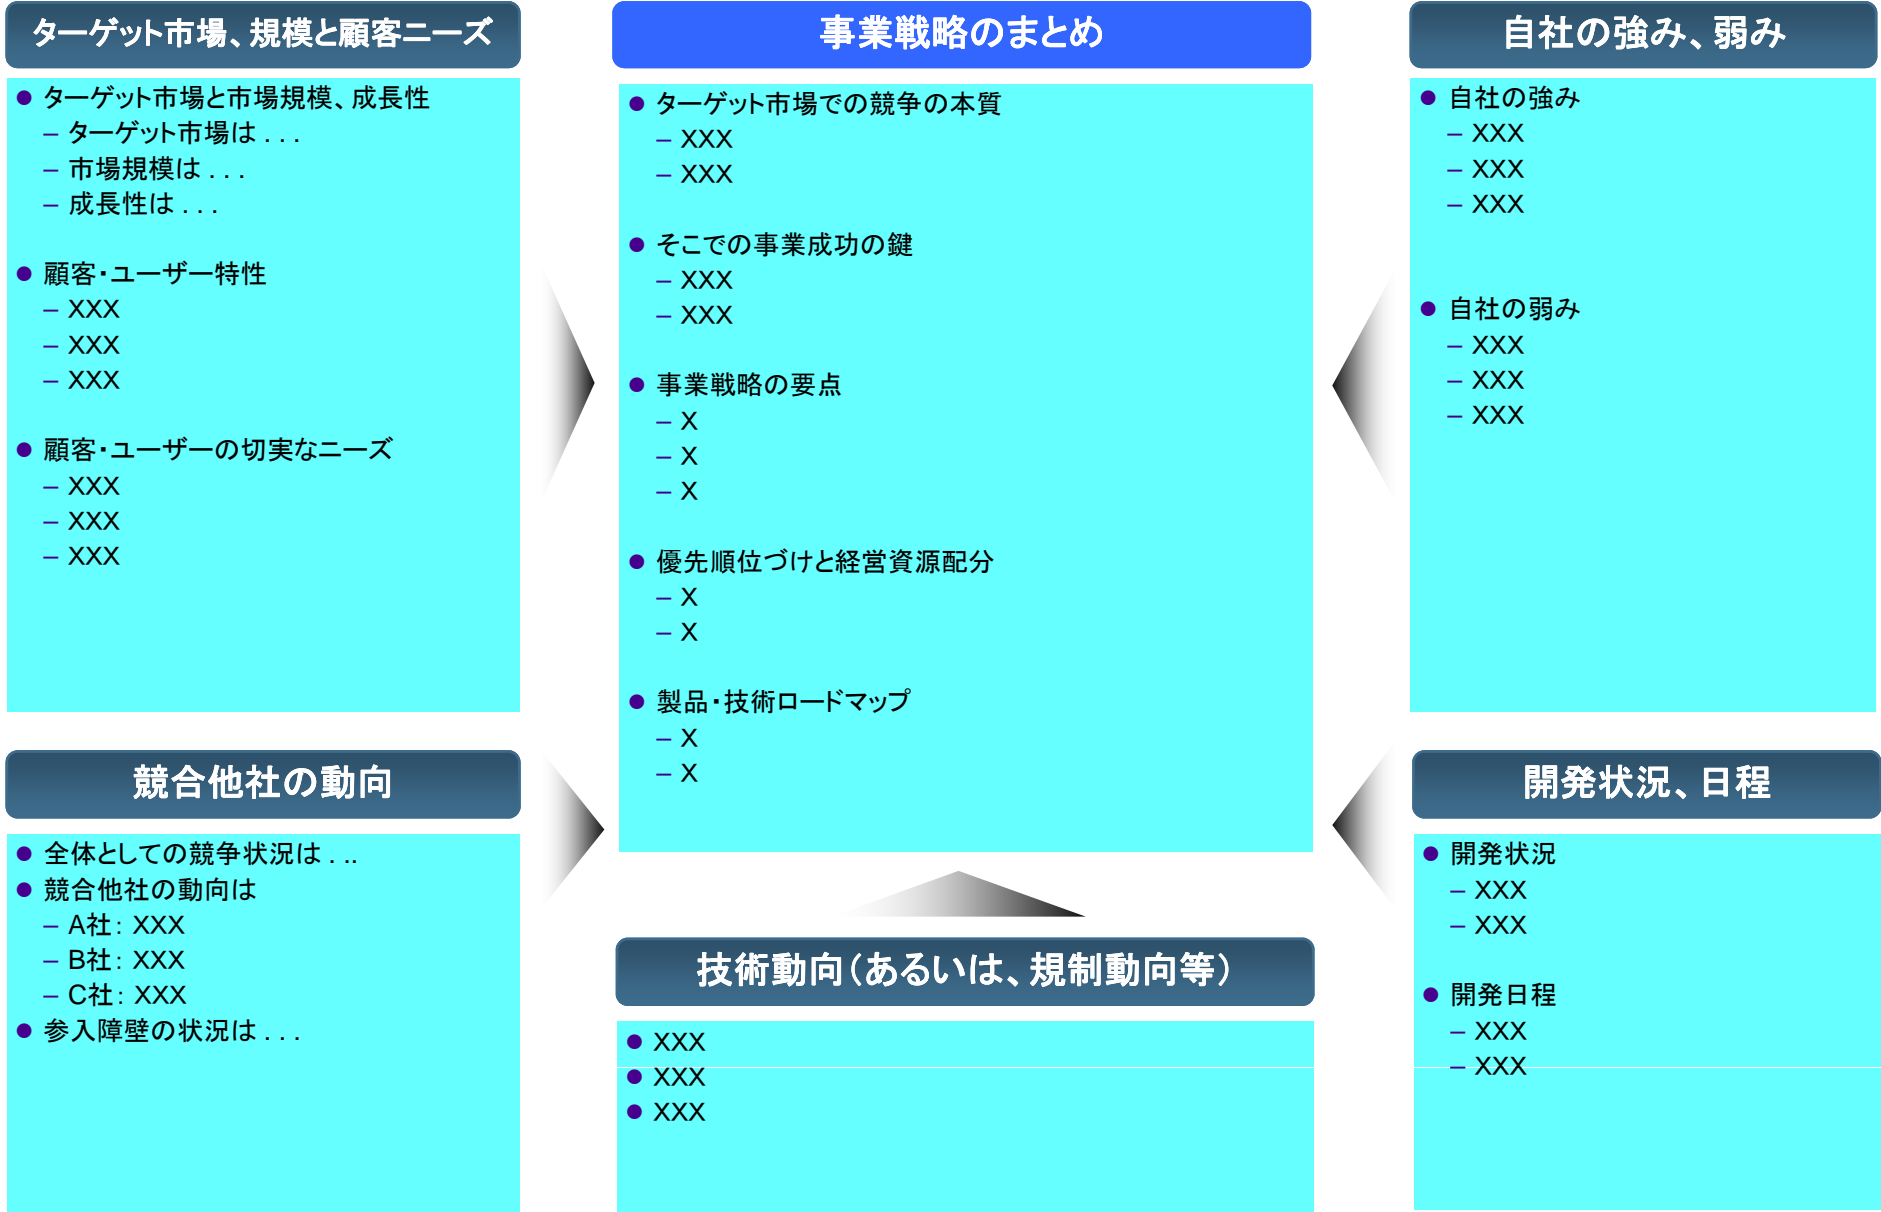 ターゲット市場、規模と顧客ニーズ
● ターゲット市場と市場規模、成長性
– ターゲット市場は . . .
– 市場規模は . . .
– 成長性は . . .
● 顧客・ユーザー特性
– XXX
– XXX
– XXX
● 顧客・ユーザーの切実なニーズ
– XXX
– XXX
– XXX
競合他社の動向
● 全体としての競争状況は . ..
● 競合他社の動向は
– A社: XXX
– B社: XXX
– C社: XXX
● 参入障壁の状況は . . .
事業戦略のまとめ
● ターゲット市場での競争の本質
– XXX
– XXX
● そこでの事業成功の鍵
– XXX
– XXX
● 事業戦略の要点
– X
– X
– X
● 優先順位づけと経営資源配分
– X
– X
● 製品・技術ロードマップ
– X
– X
技術動向(あるいは、規制動向等)
● XXX
● XXX
● XXX
自社の強み、弱み
● 自社の強み
– XXX
– XXX
– XXX
● 自社の弱み
– XXX
– XXX
– XXX
開発状況、日程
● 開発状況
– XXX
– XXX
● 開発日程
– XXX
– XXX